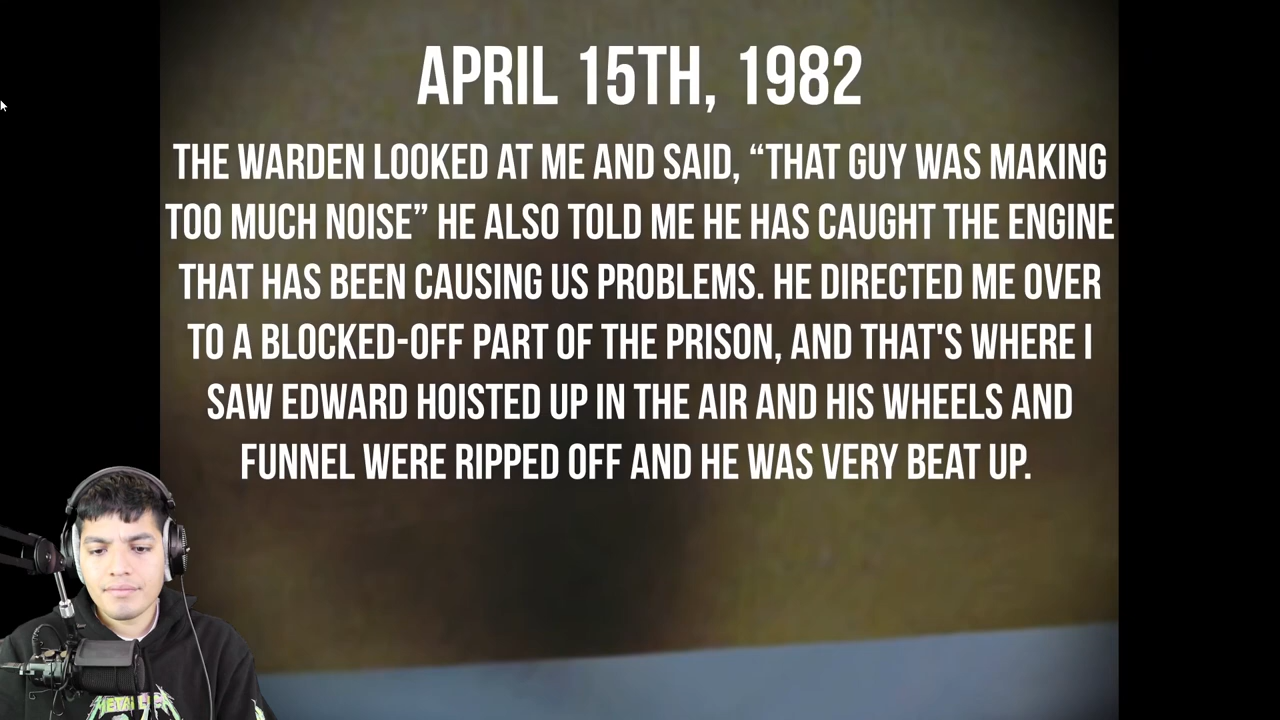 APRIL 15TH, 1982
THE WARDEN LOOKED AT ME AND SAID, “THAT GUY WAS MAKING
TOO MUCH NOISE” HE ALSO TOLD ME HE HAS CAUGHT THE ENGINE
THAT HAS BEEN CAUSING US PROBLEMS. HE DIRECTED ME OVER
TO A BLOCKED-OFF PART OF THE PRISON, AND THAT'S WHERE I
SAW EDWARD HOISTED UP IN THE AIR AND HIS WHEELS AND
FUNNEL WERE RIPPED OFF AND HE WAS VERY BEAT UP.
METALLICA